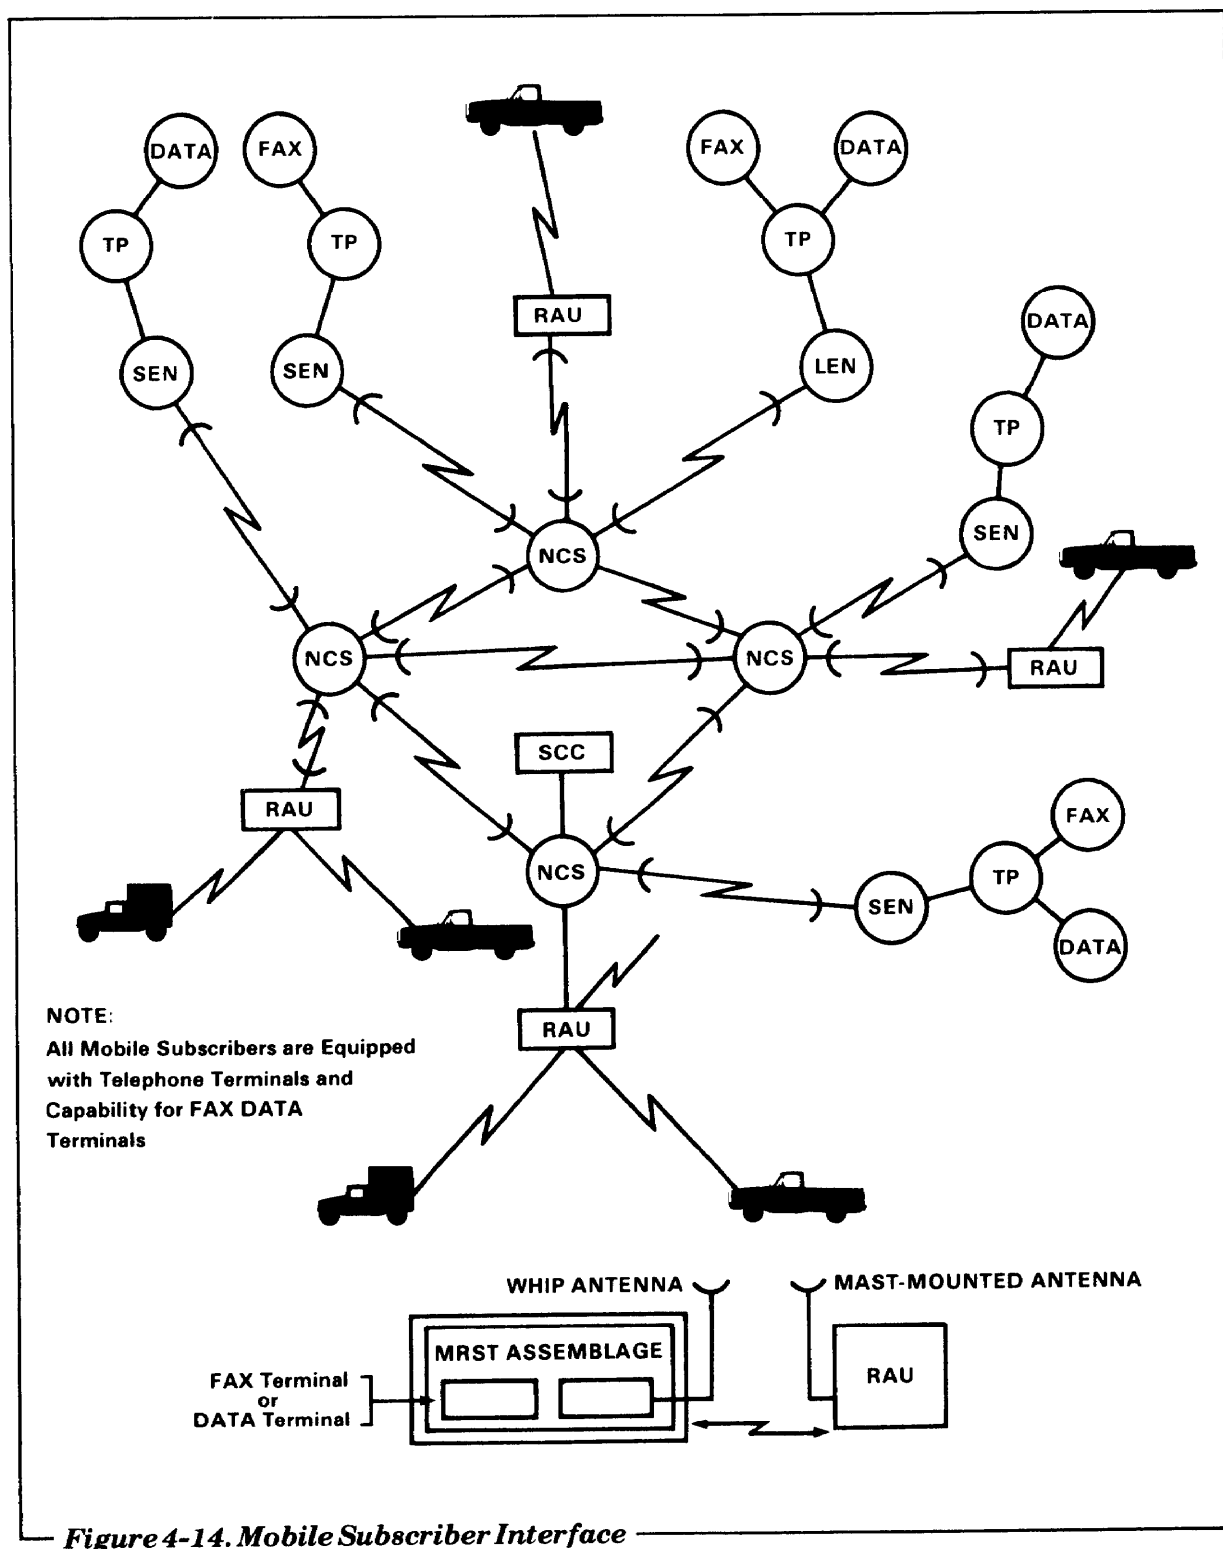 DATA
FAX
FAX
DATA
TP
TP
TP
RAU
DATA
SEN
SEN
LEN
TP
SEN
NCS
NCS
NCS
RAU
SCC
RAU
FAX
NCS
TP
SEN
DATA
NOTE:
RAU
All Mobile Subscribers are Equipped
with Telephone Terminals and
Capability for FAX DATA
Terminals
WHIP ANTENNA
MAST-MOUNTED ANTENNA
MRST ASSEMBLAGE
RAU
FAX Terminal
or
DATA Terminal
Figure 4-14. Mobile Subscriber Interface